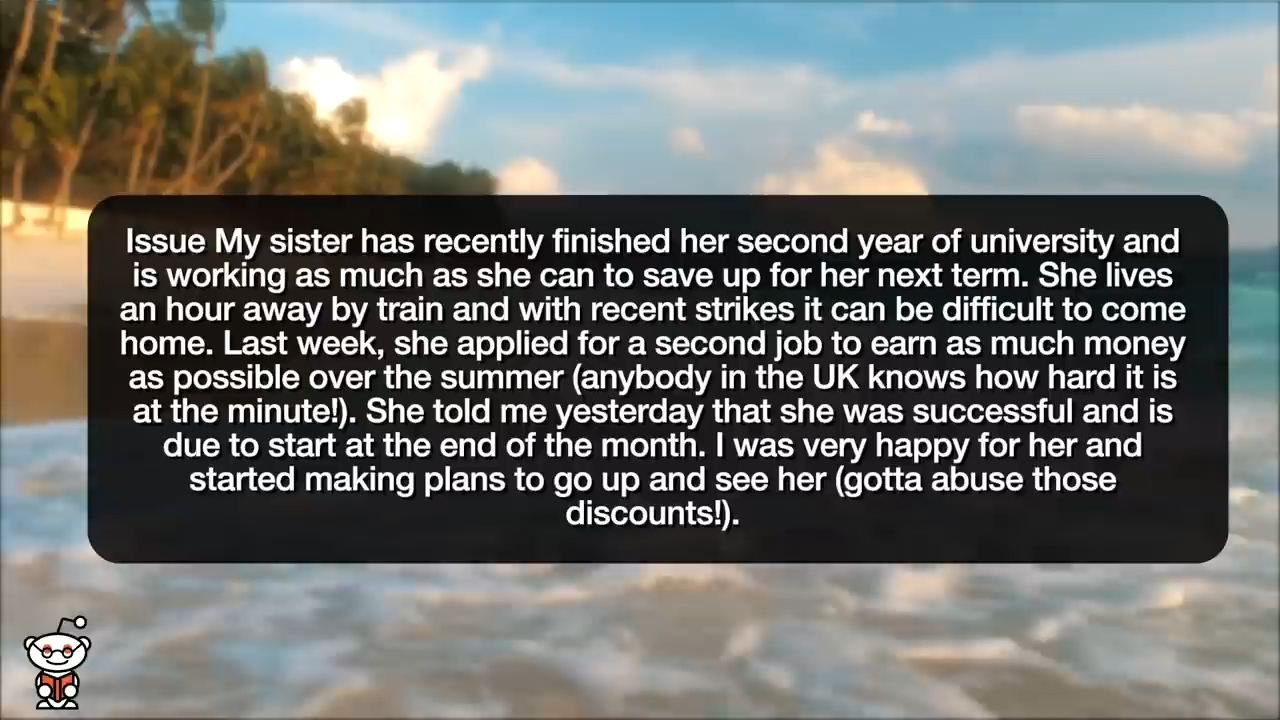 Issue My sister has recently finished her second year of university and
is working as much as she can to save up for her next term. She lives
an hour away by train and with recent strikes it can be difficult to come
home. Last week, she applied for a second job to earn as much money
as possible over the summer (anybody in the UK knows how hard it is
at the minute!). She told me yesterday that she was successful and is
due to start at the end of the month. I was very happy for her and
started making plans to go up and see her (gotta abuse those
discounts!).